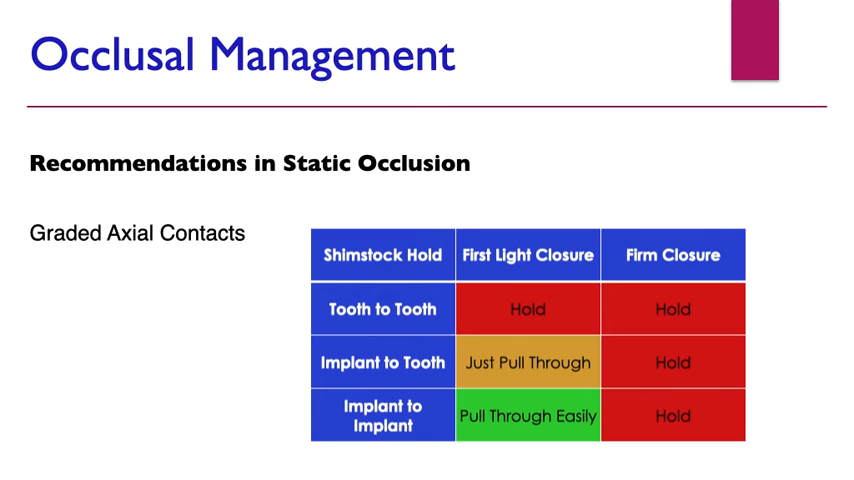 Occlusal Management
Recommendations in Static Occlusion
Graded Axial Contacts
Shimstock Hold First Light Closure Firm Closure
Tooth to Tooth Hold Hold
Implant to Tooth Just Pull Through Hold
Implant to
Implant Pull Through Easily Hold